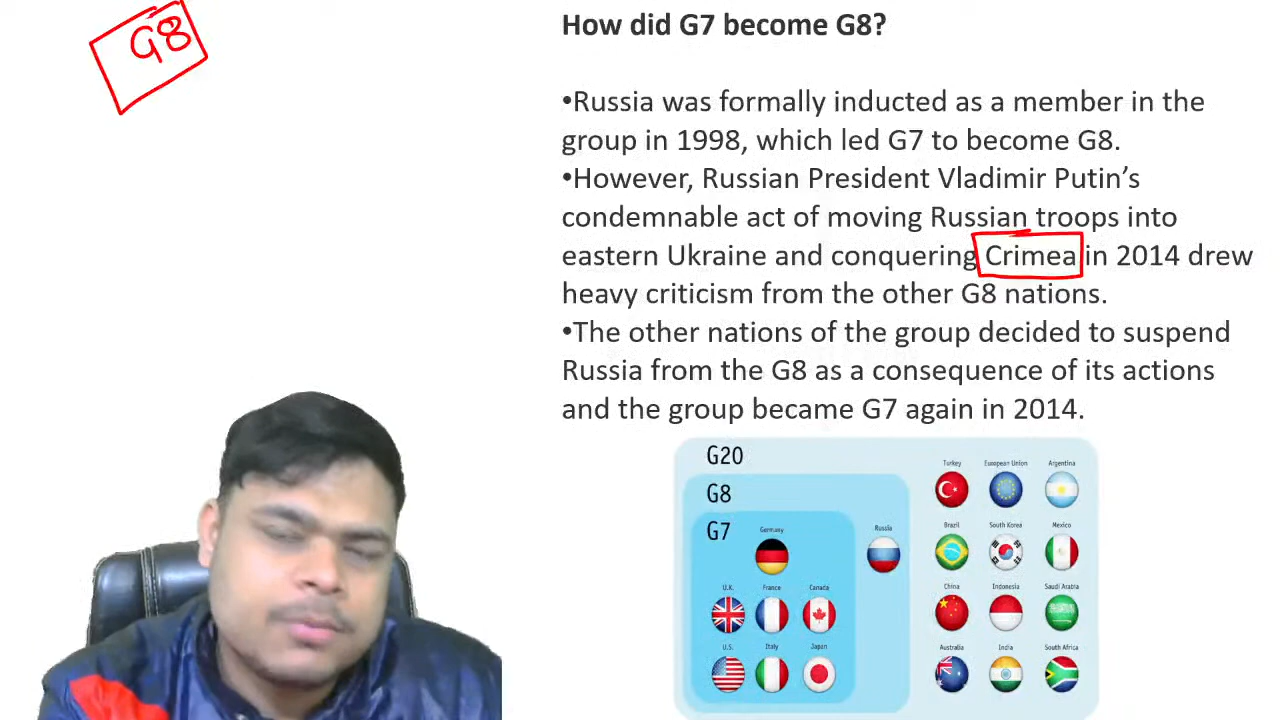 G8
How did G7 become G8?
•Russia was formally inducted as a member in the
group in 1998, which led G7 to become G8.
•However, Russian President Vladimir Putin’s
condemnable act of moving Russian troops into
eastern Ukraine and conquering Crimea in 2014 drew
heavy criticism from the other G8 nations.
•The other nations of the group decided to suspend
Russia from the G8 as a consequence of its actions
and the group became G7 again in 2014.
G20
G8
G7
Germany
U.K. France Canada
U.S. Italy Japan
Russia
Turkey European Union Argentina
Brazil South Korea Mexico
China Indonesia Saudi Arabia
Australia India South Africa